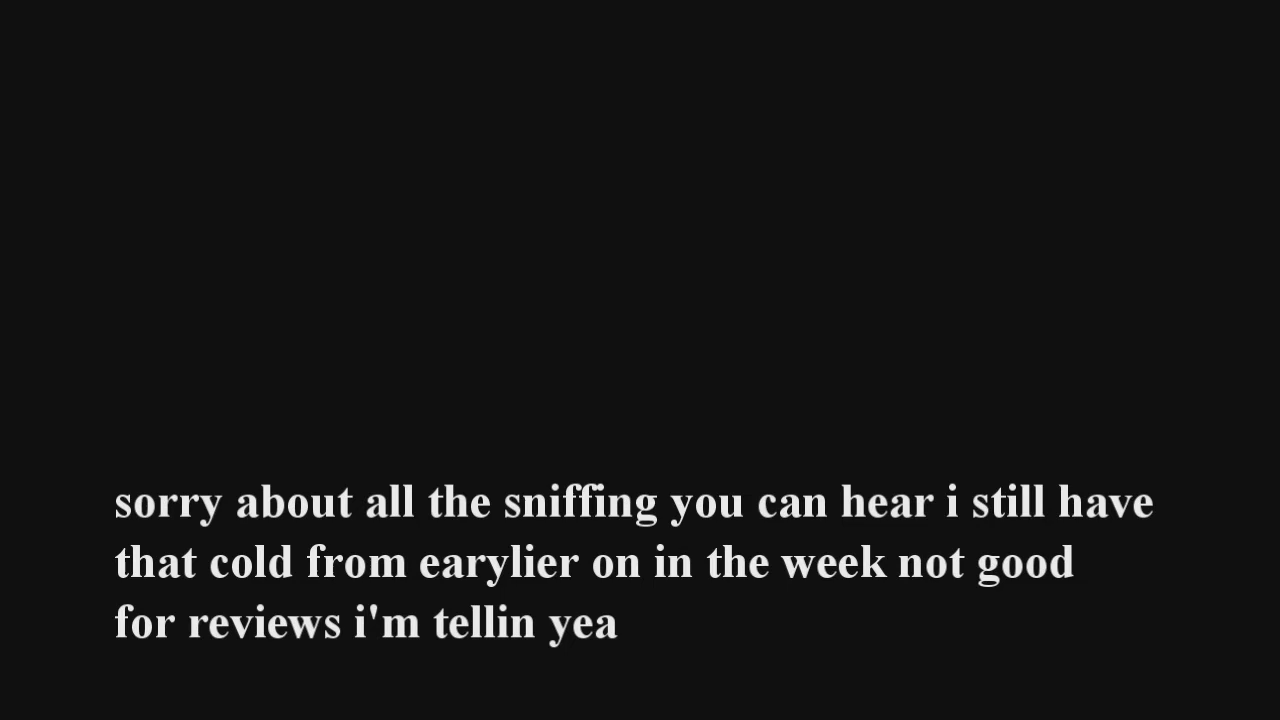 sorry about all the sniffing you can hear i still have
that cold from earylier on in the week not good
for reviews i'm tellin yea